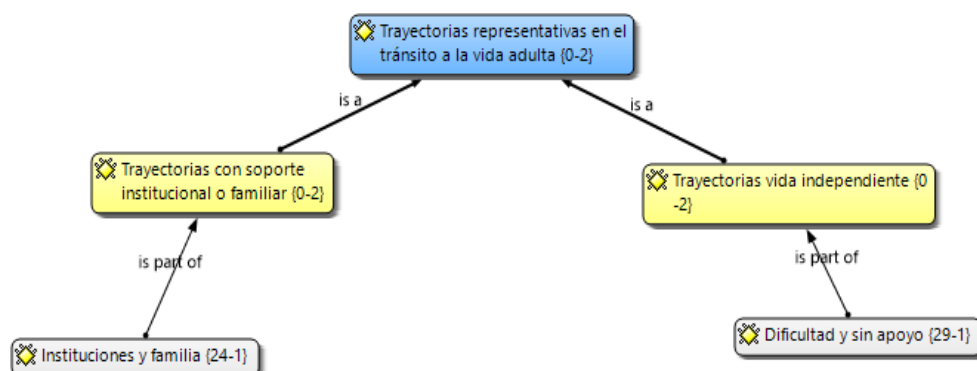 Trayectorias representativas en el
tránsito a la vida adulta {0-2}
is a
is a
Trayectorias con soporte
institucional o familiar {0-2}
Trayectorias vida independiente {0
-2}
is part of
is part of
Instituciones y familia {24-1}
Dificultad y sin apoyo {29-1}